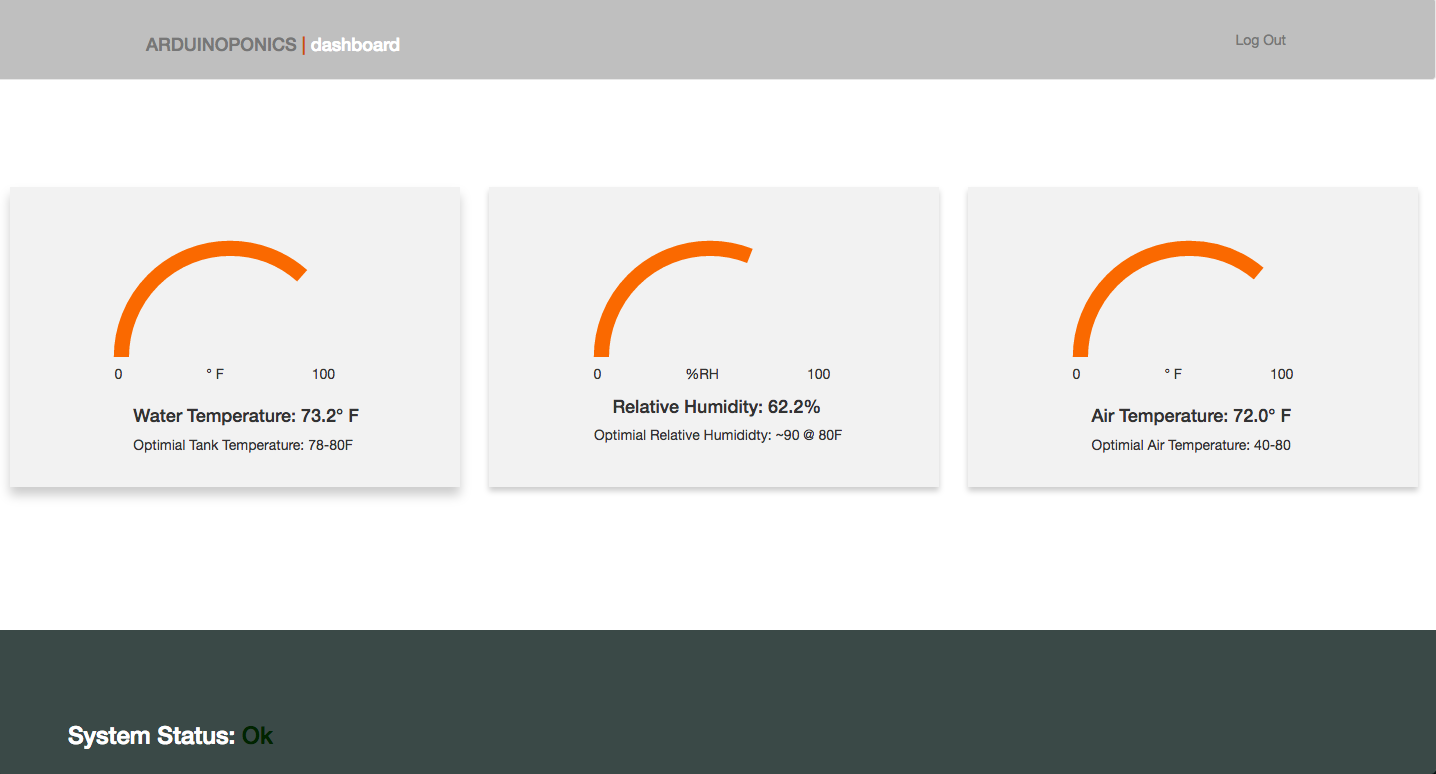 ARDUINOPONICS | dashboard
Log Out
0 ° F 100
Water Temperature: 73.2° F
Optimial Tank Temperature: 78-80F
0 %RH 100
Relative Humidity: 62.2%
Optimial Relative Humididty: ~90 @ 80F
0 ° F 100
Air Temperature: 72.0° F
Optimial Air Temperature: 40-80
System Status: Ok